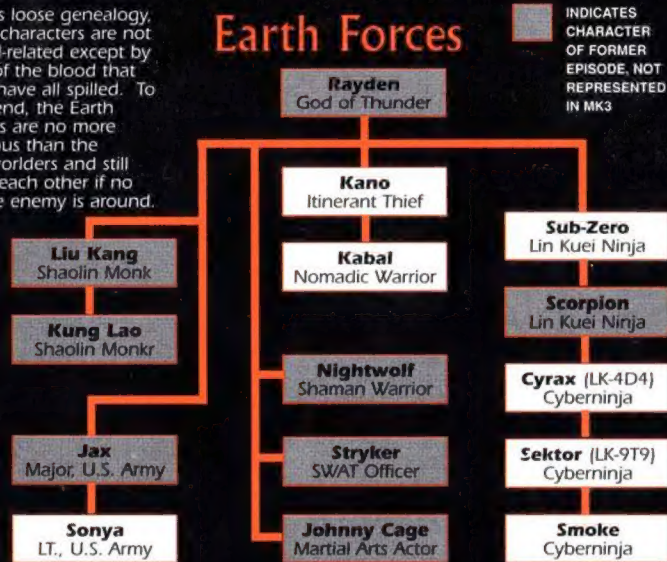 s loose genealogy,
characters are not
-related except by
of the blood that
have all spilled. To
end, the Earth
s are no more
ous than the
vorlders and still
each other if no
e enemy is around.
Earth Forces
INDICATES
CHARACTER
OF FORMER
EPISODE, NOT
REPRESENTED
IN MK3
Rayden
God of Thunder
Kano
Itinerant Thief
Kabal
Nomadic Warrior
Liu Kang
Shaolin Monk
Kung Lao
Shaolin Monkr
Jax
Major, U.S. Army
Sonya
LT., U.S. Army
Nightwolf
Shaman Warrior
Stryker
SWAT Officer
Johnny Cage
Martial Arts Actor
Sub-Zero
Lin Kuei Ninja
Scorpion
Lin Kuei Ninja
Cyrax (LK-4D4)
Cyberninja
Sektor (LK-9T9)
Cyberninja
Smoke
Cyberninja